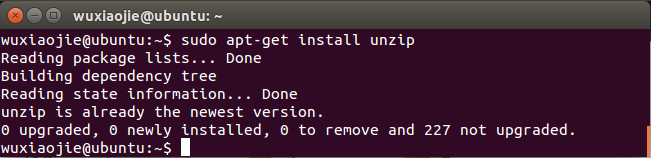 wuxiaojie@ubuntu: ~
wuxiaojie@ubuntu:~$ sudo apt-get install unzip
Reading package lists... Done
Building dependency tree
Reading state information... Done
unzip is already the newest version.
0 upgraded, 0 newly installed, 0 to remove and 227 not upgraded.
wuxiaojie@ubuntu:~$